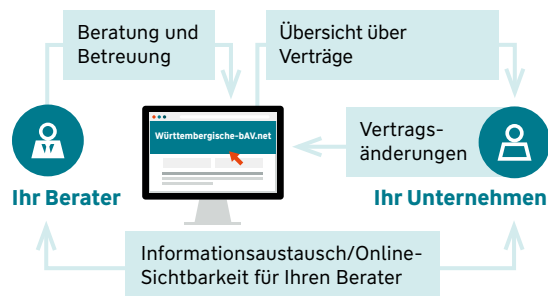 Beratung und
Betreuung
Übersicht über
Verträge
Württembergische-bAV.net
Vertrags-
änderungen
Ihr Berater
Ihr Unternehmen
Informationsaustausch/Online-
Sichtbarkeit für Ihren Berater